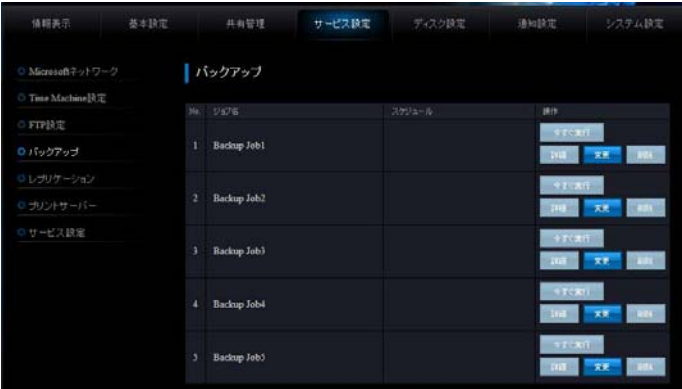 情報表示 基本設定 共有管理 サービス設定 ディスク設定 通知設定 システム設定
Microsoftネットワーク
Time Machine設定
FTP設定
バックアップ
レプリケーション
プリントサーバー
サービス設定
バックアップ
No. ジョブ名 スケジュール 操作
今すぐ実行
1 Backup Job1
詳細 変更 削除
今すぐ実行
2 Backup Job2
詳細 変更 削除
今すぐ実行
3 Backup Job3
詳細 変更 削除
今すぐ実行
4 Backup Job4
詳細 変更 削除
今すぐ実行
5 Backup Job5
詳細 変更 削除